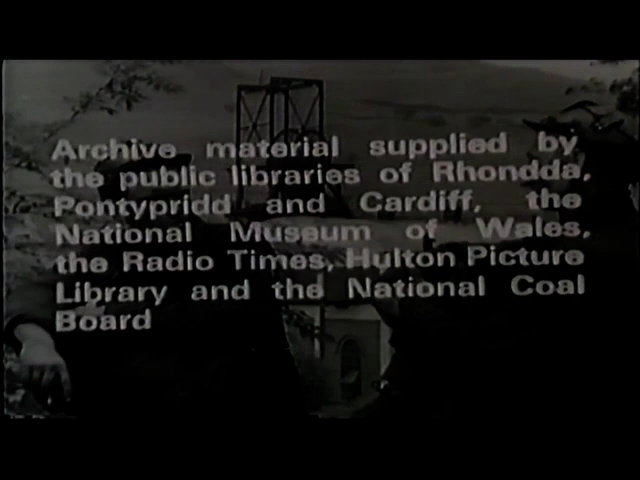 Archive material supplied by
the public libraries of Rhondda,
Pontypridd and Cardiff, the
National Museum of Wales,
the Radio Times, Hulton Picture
Library and the National Coal
Board